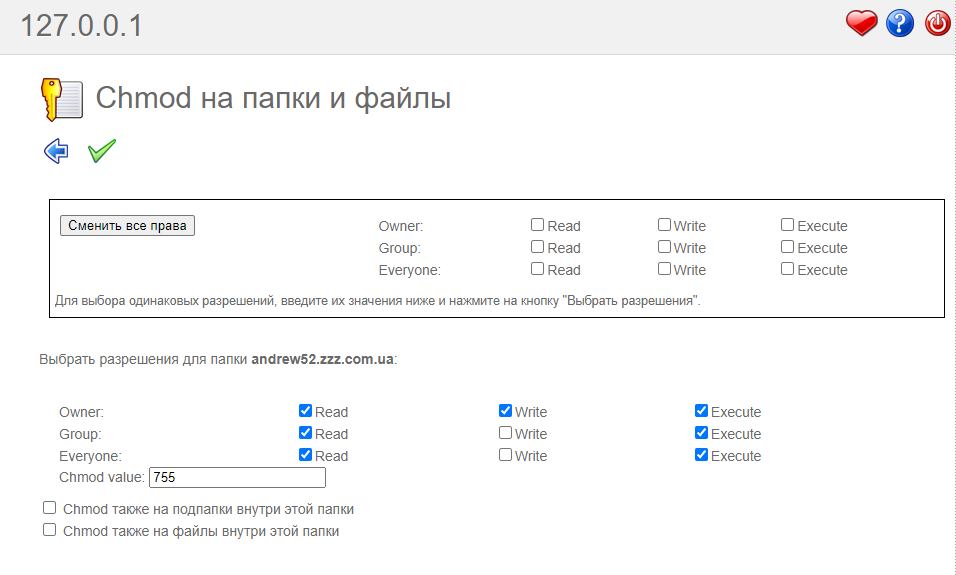 127.0.0.1
Chmod на папки и файлы
Сменить все права Owner: Read Write Execute
Group: Read Write Execute
Everyone: Read Write Execute
Для выбора одинаковых разрешений, введите их значения ниже и нажмите на кнопку "Выбрать разрешения".
Выбрать разрешения для папки andrew52.zzz.com.ua:
Owner: Read Write Execute
Group: Read Write Execute
Everyone: Read Write Execute
Chmod value: 755
Chmod также на подпапки внутри этой папки
Chmod также на файлы внутри этой папки